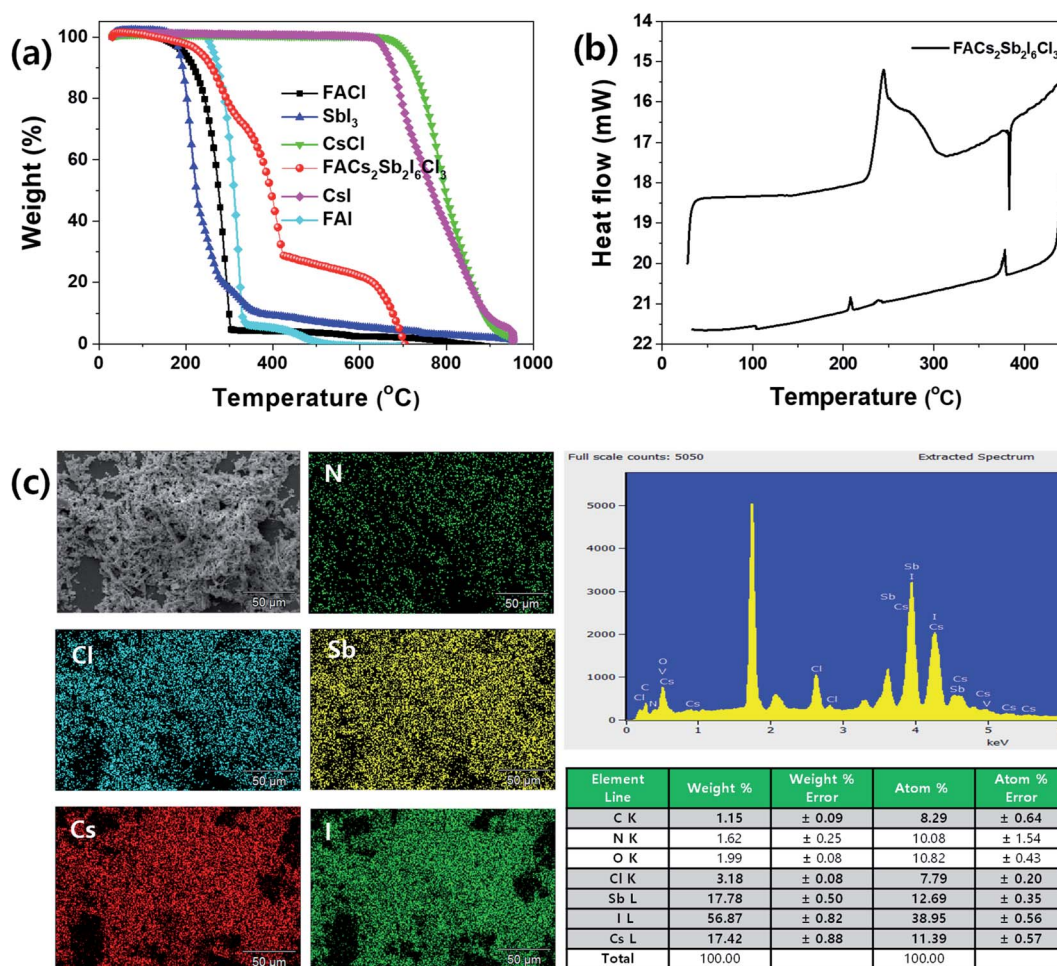 (a)
100
80
60
40
20
0
Weight (%)
FACl
SbI₃
CsCl
FACs₂Sb₂I₆Cl₃
CsI
FAI
0 200 400 600 800 1000
Temperature (°C)
(b)
FACs₂Sb₂I₆Cl₃
14
15
16
17
18
19
20
21
22
Heat flow (mW)
0 100 200 300 400
Temperature (°C)
(c)
50 µm
N
50 µm
Cl
50 µm
Sb
50 µm
Cs
50 µm
I
50 µm
Full scale counts: 5050 Extracted Spectrum
5000
4000
3000
2000
1000
0
Cl
C
N
O
V
Cs
Cs
Cl
Cl
Sb
Cs
Sb
I
I
Cs
Sb
Cs
Cs
V
Cs
Cs
0 1 2 3 4 5
keV
Element Line Weight % Weight % Error Atom % Atom % Error
C K 1.15 ± 0.09 8.29 ± 0.64
N K 1.62 ± 0.25 10.08 ± 1.54
O K 1.99 ± 0.08 10.82 ± 0.43
Cl K 3.18 ± 0.08 7.79 ± 0.20
Sb L 17.78 ± 0.50 12.69 ± 0.35
I L 56.87 ± 0.82 38.95 ± 0.56
Cs L 17.42 ± 0.88 11.39 ± 0.57
Total 100.00 100.00